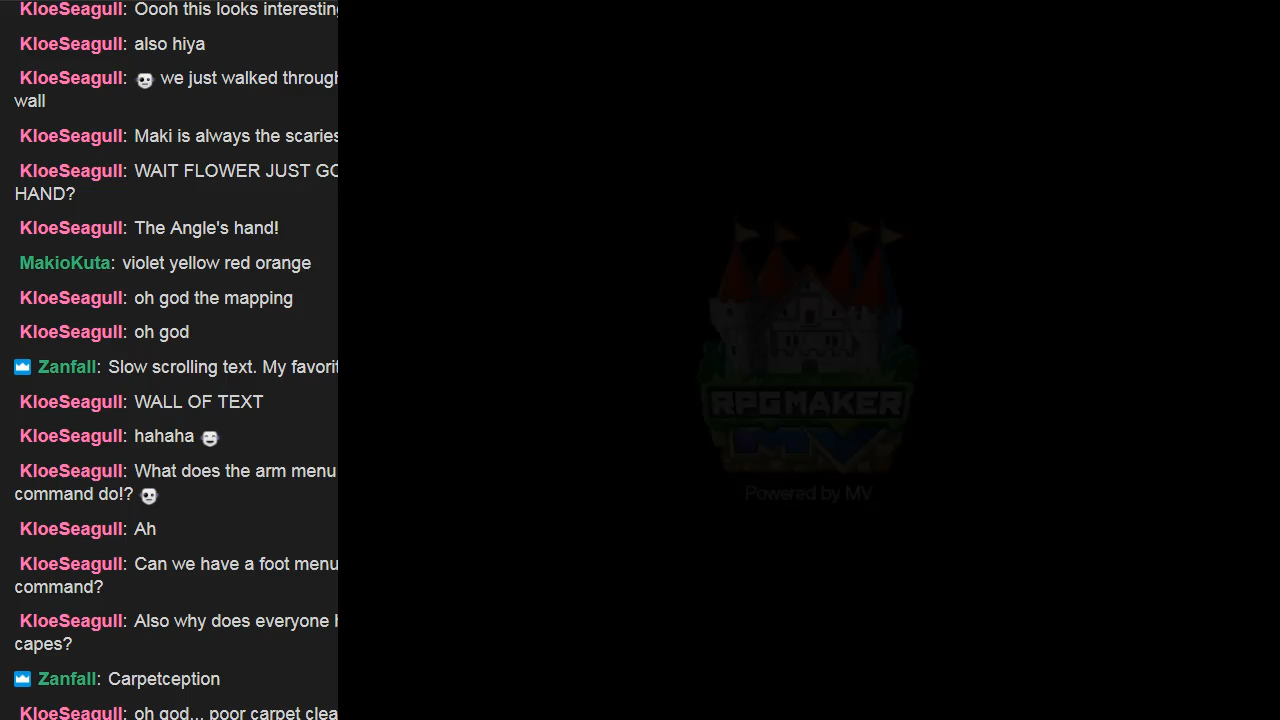 KloeSeagull: Oooh this looks interesting
KloeSeagull: also hiya
KloeSeagull: we just walked through
wall
KloeSeagull: Maki is always the scaries
KloeSeagull: WAIT FLOWER JUST GO
HAND?
KloeSeagull: The Angle's hand!
MakioKuta: violet yellow red orange
KloeSeagull: oh god the mapping
KloeSeagull: oh god
Zanfall: Slow scrolling text. My favorit
KloeSeagull: WALL OF TEXT
KloeSeagull: hahaha
KloeSeagull: What does the arm menu
command do!?
KloeSeagull: Ah
KloeSeagull: Can we have a foot menu
command?
KloeSeagull: Also why does everyone h
capes?
Zanfall: Carpetception
KloeSeagull: oh god... poor carpet clea
RPG MAKER
MV
Powered by MV